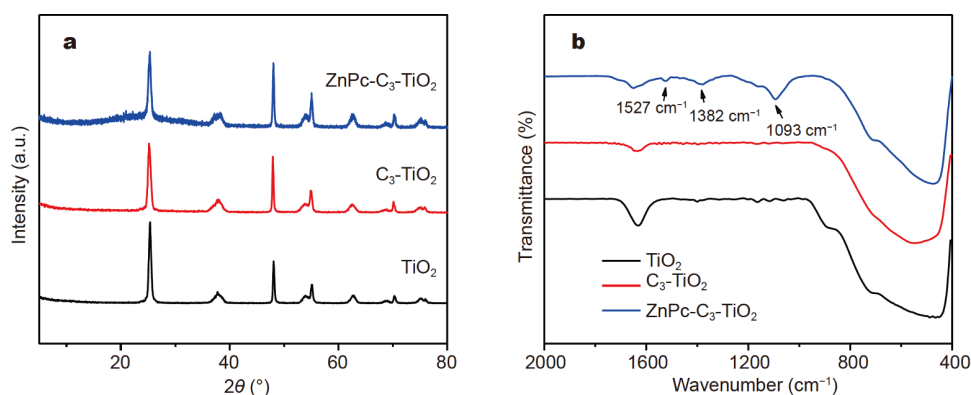 a
ZnPc-C₃-TiO₂
C₃-TiO₂
TiO₂
Intensity (a.u.)
20 40 60 80
2θ (°)
b
1527 cm⁻¹
1382 cm⁻¹
1093 cm⁻¹
Transmittance (%)
TiO₂
C₃-TiO₂
ZnPc-C₃-TiO₂
2000 1600 1200 800 400
Wavenumber (cm⁻¹)